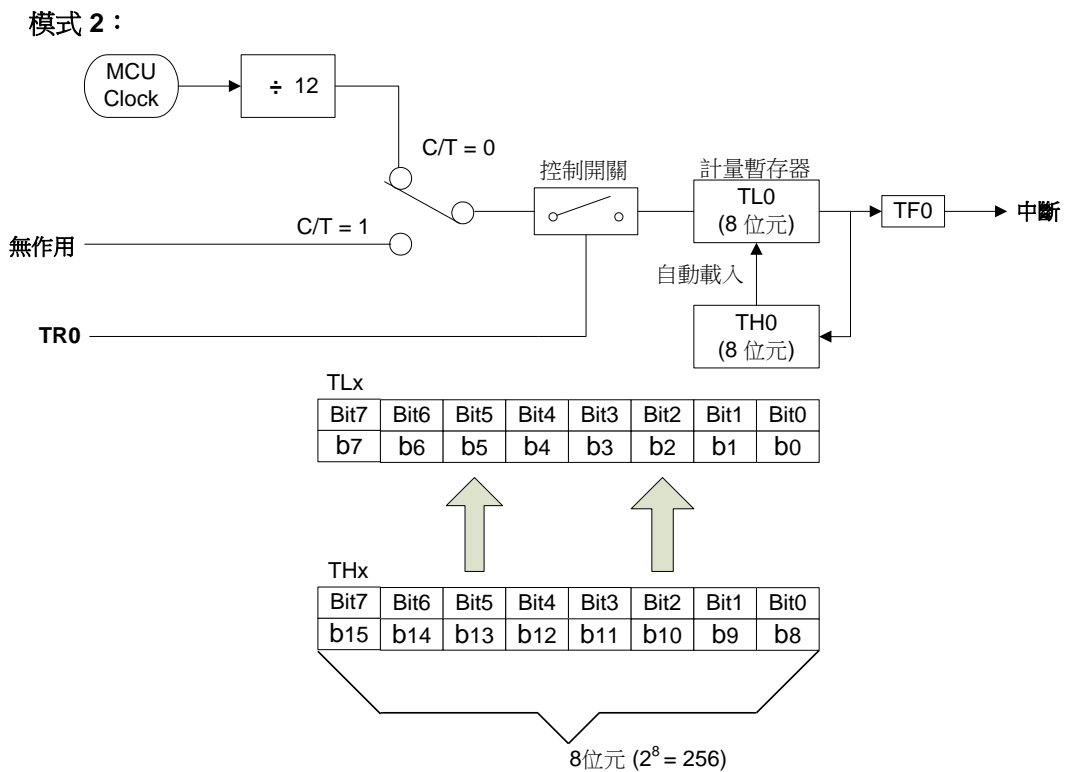 模式 2：
MCU
Clock
÷ 12
C/T = 0
C/T = 1
無作用
TR0
控制開關
計量暫存器
TL0
(8 位元)
TF0
中斷
自動載入
TH0
(8 位元)
TLx
Bit7 Bit6 Bit5 Bit4 Bit3 Bit2 Bit1 Bit0
b7 b6 b5 b4 b3 b2 b1 b0
THx
Bit7 Bit6 Bit5 Bit4 Bit3 Bit2 Bit1 Bit0
b15 b14 b13 b12 b11 b10 b9 b8
8位元 (2⁸ = 256)